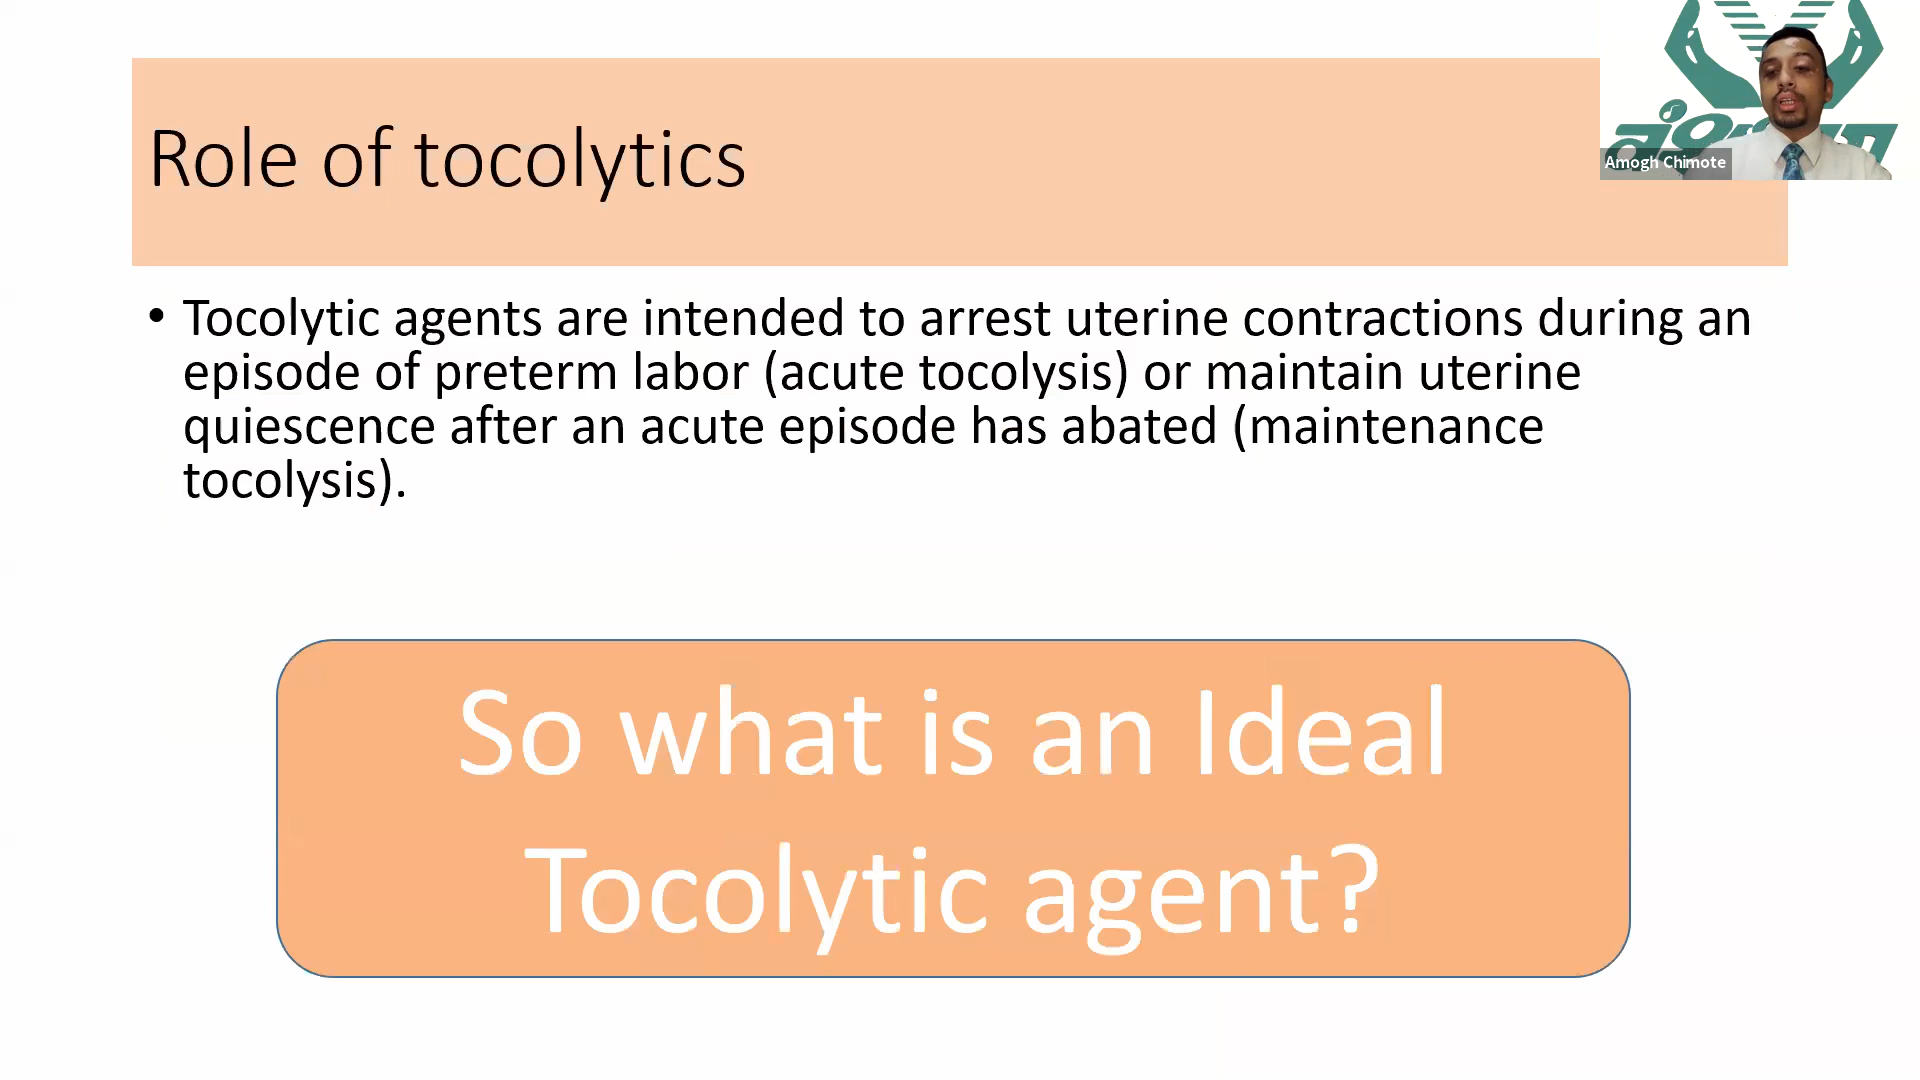 Role of tocolytics
Amogh Chimote
• Tocolytic agents are intended to arrest uterine contractions during an
episode of preterm labor (acute tocolysis) or maintain uterine
quiescence after an acute episode has abated (maintenance
tocolysis).
So what is an Ideal
Tocolytic agent?